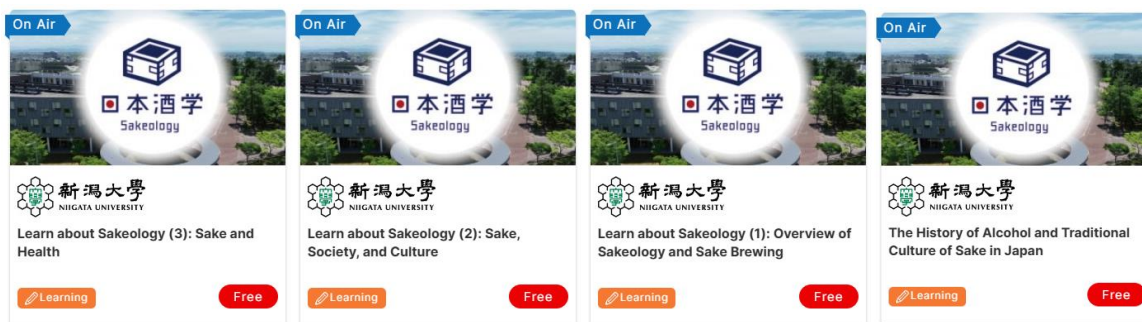 On Air
日本酒学
Sakeology
新潟大學
NIIGATA UNIVERSITY
Learn about Sakeology (3): Sake and
Health
Learning
Free
On Air
日本酒学
Sakeology
新潟大學
NIIGATA UNIVERSITY
Learn about Sakeology (2): Sake,
Society, and Culture
Learning
Free
On Air
日本酒学
Sakeology
新潟大學
NIIGATA UNIVERSITY
Learn about Sakeology (1): Overview of
Sakeology and Sake Brewing
Learning
Free
On Air
日本酒学
Sakeology
新潟大學
NIIGATA UNIVERSITY
The History of Alcohol and Traditional
Culture of Sake in Japan
Learning
Free